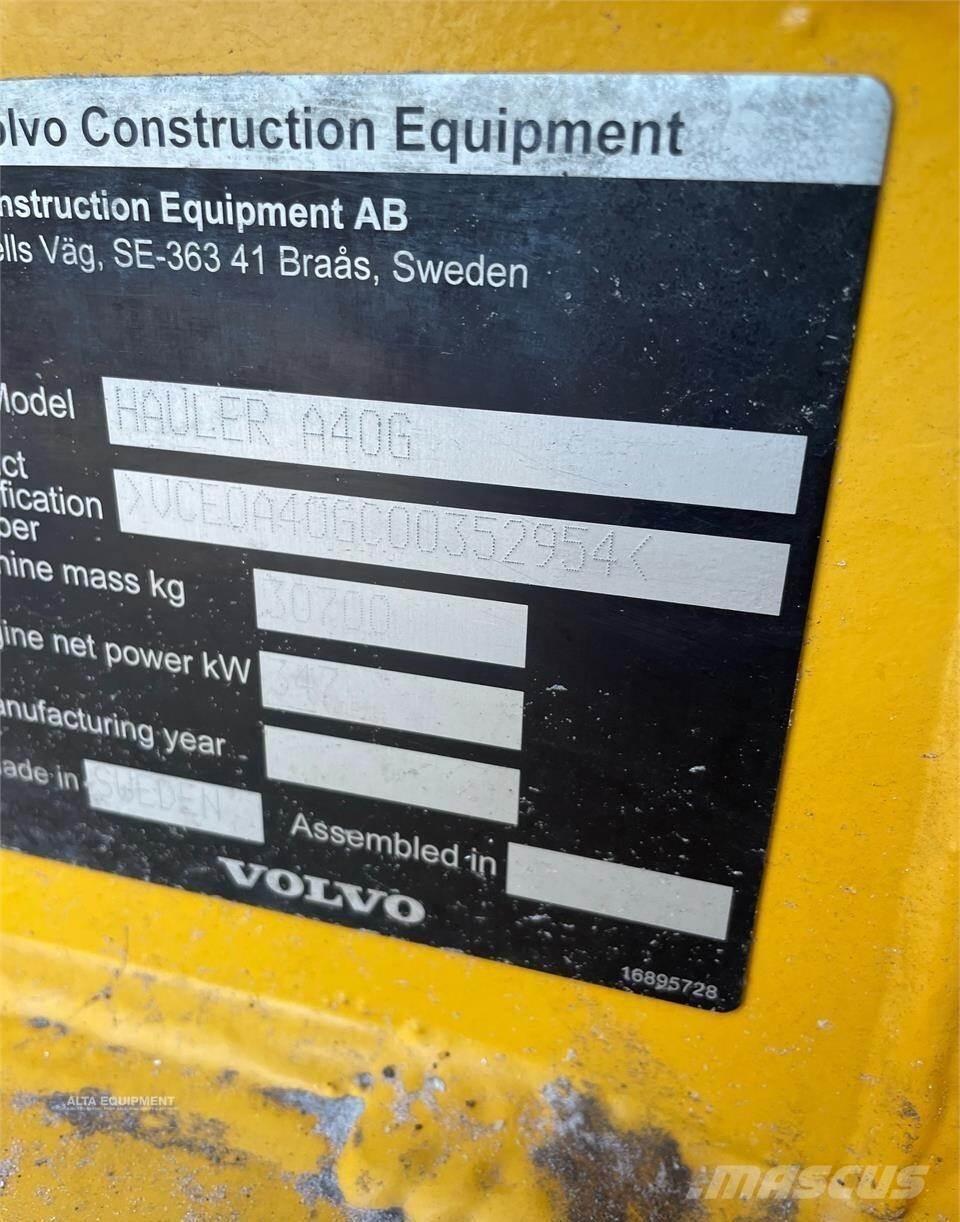 olvo Construction Equipment
nstruction Equipment AB
ells Väg, SE-363 41 Braås, Sweden
Model HAULER A40G
ct
fication
ber >VCE0A40GC00352954<
hine mass kg 30700
gine net power kW 347
anufacturing year
ade in SWEDEN Assembled in
VOLVO
16895728
ALTA EQUIPMENT
MASCUS